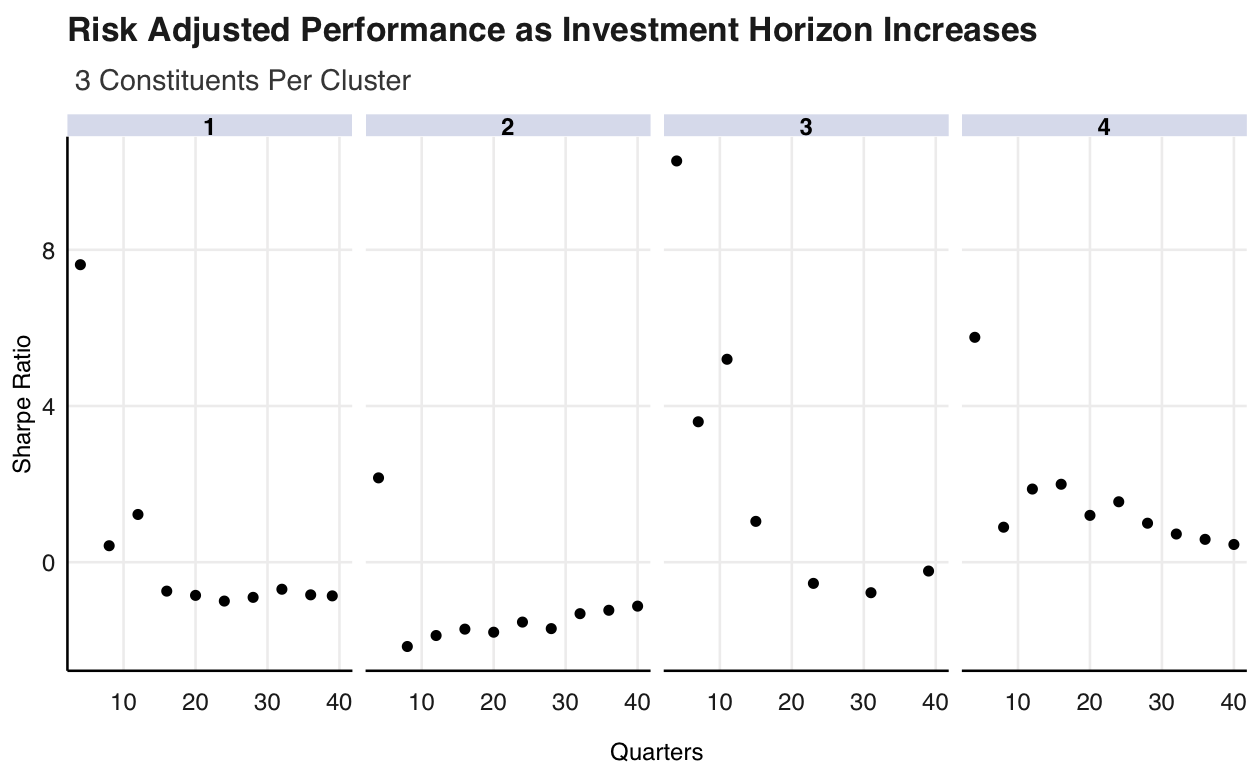 Risk Adjusted Performance as Investment Horizon Increases
3 Constituents Per Cluster
1 2 3 4
8
4
0
Sharpe Ratio
10 20 30 40 10 20 30 40 10 20 30 40 10 20 30 40
Quarters